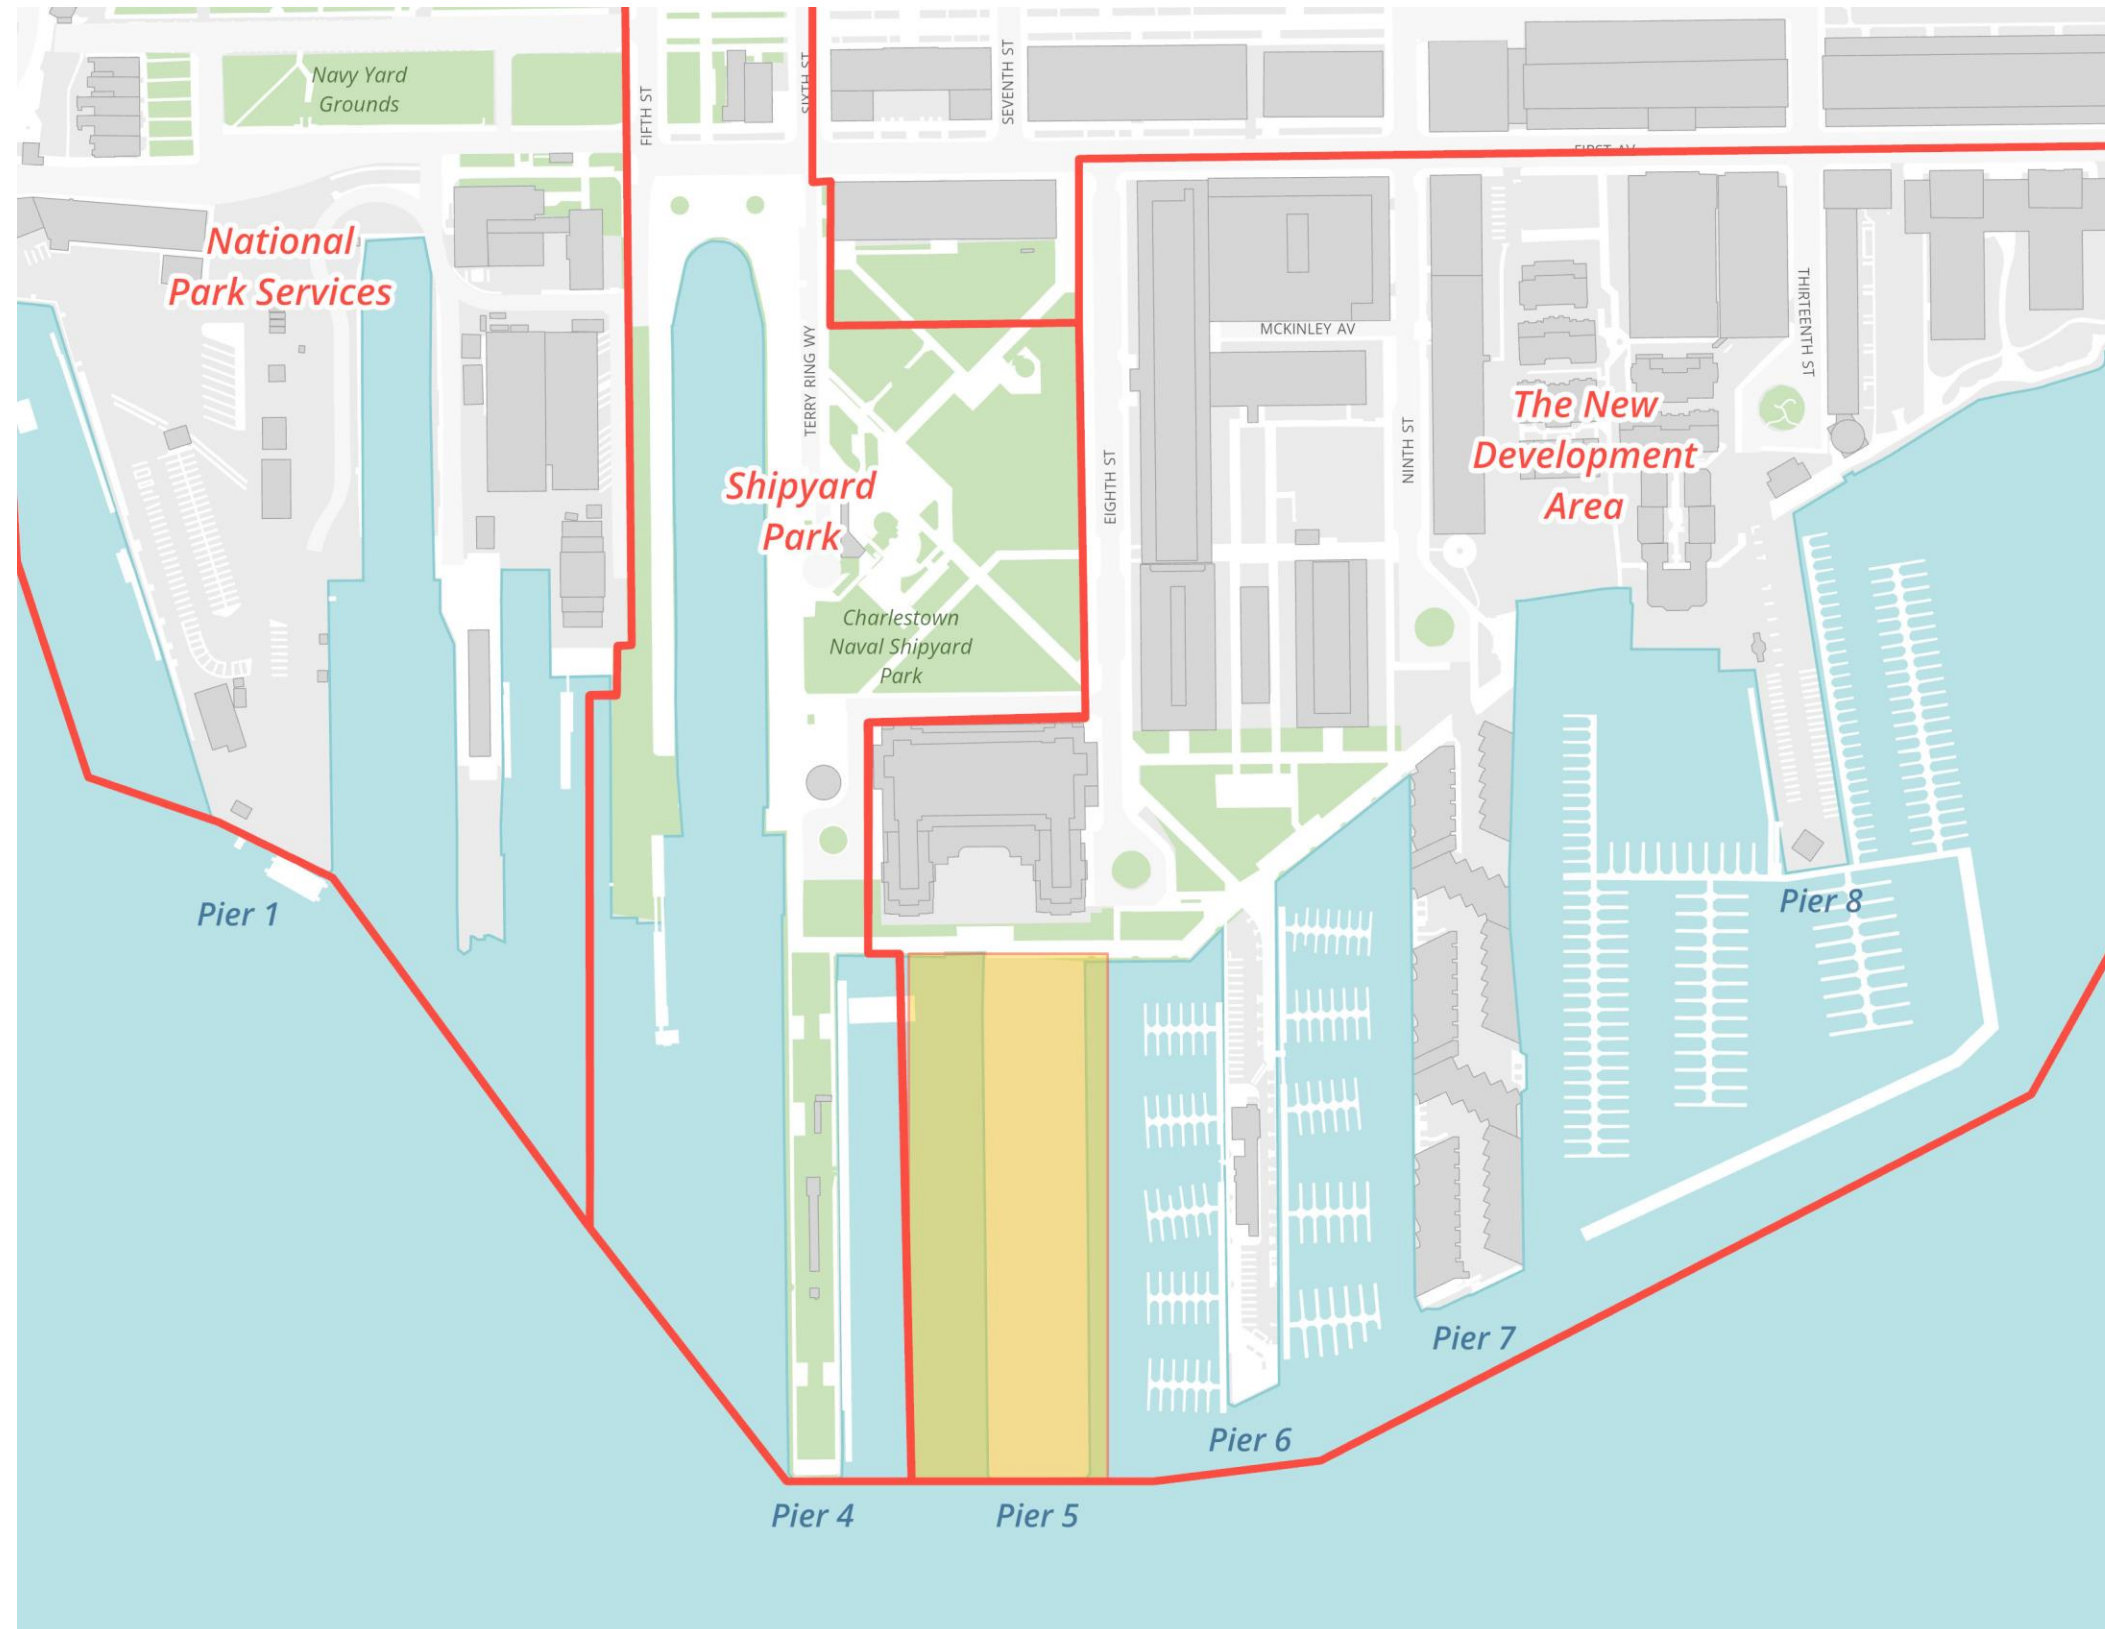 Navy Yard
Grounds
FIFTH ST
SIXTH ST
SEVENTH ST
FIRST AV
National
Park Services
TERRY RING WY
MCKINLEY AV
THIRTEENTH ST
The New
Development
Area
NINTH ST
EIGHTH ST
Shipyard
Park
Charlestown
Naval Shipyard
Park
Pier 1
Pier 8
Pier 7
Pier 6
Pier 4
Pier 5